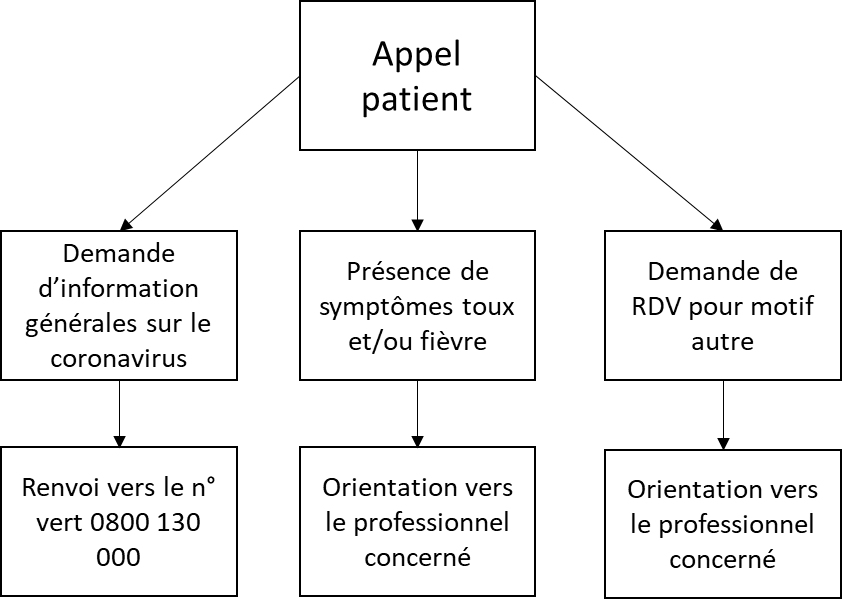 Appel
patient
Demande
d’information
générales sur le
coronavirus
Présence de
symptômes toux
et/ou fièvre
Demande de
RDV pour motif
autre
Renvoi vers le n°
vert 0800 130
000
Orientation vers
le professionnel
concerné
Orientation vers
le professionnel
concerné